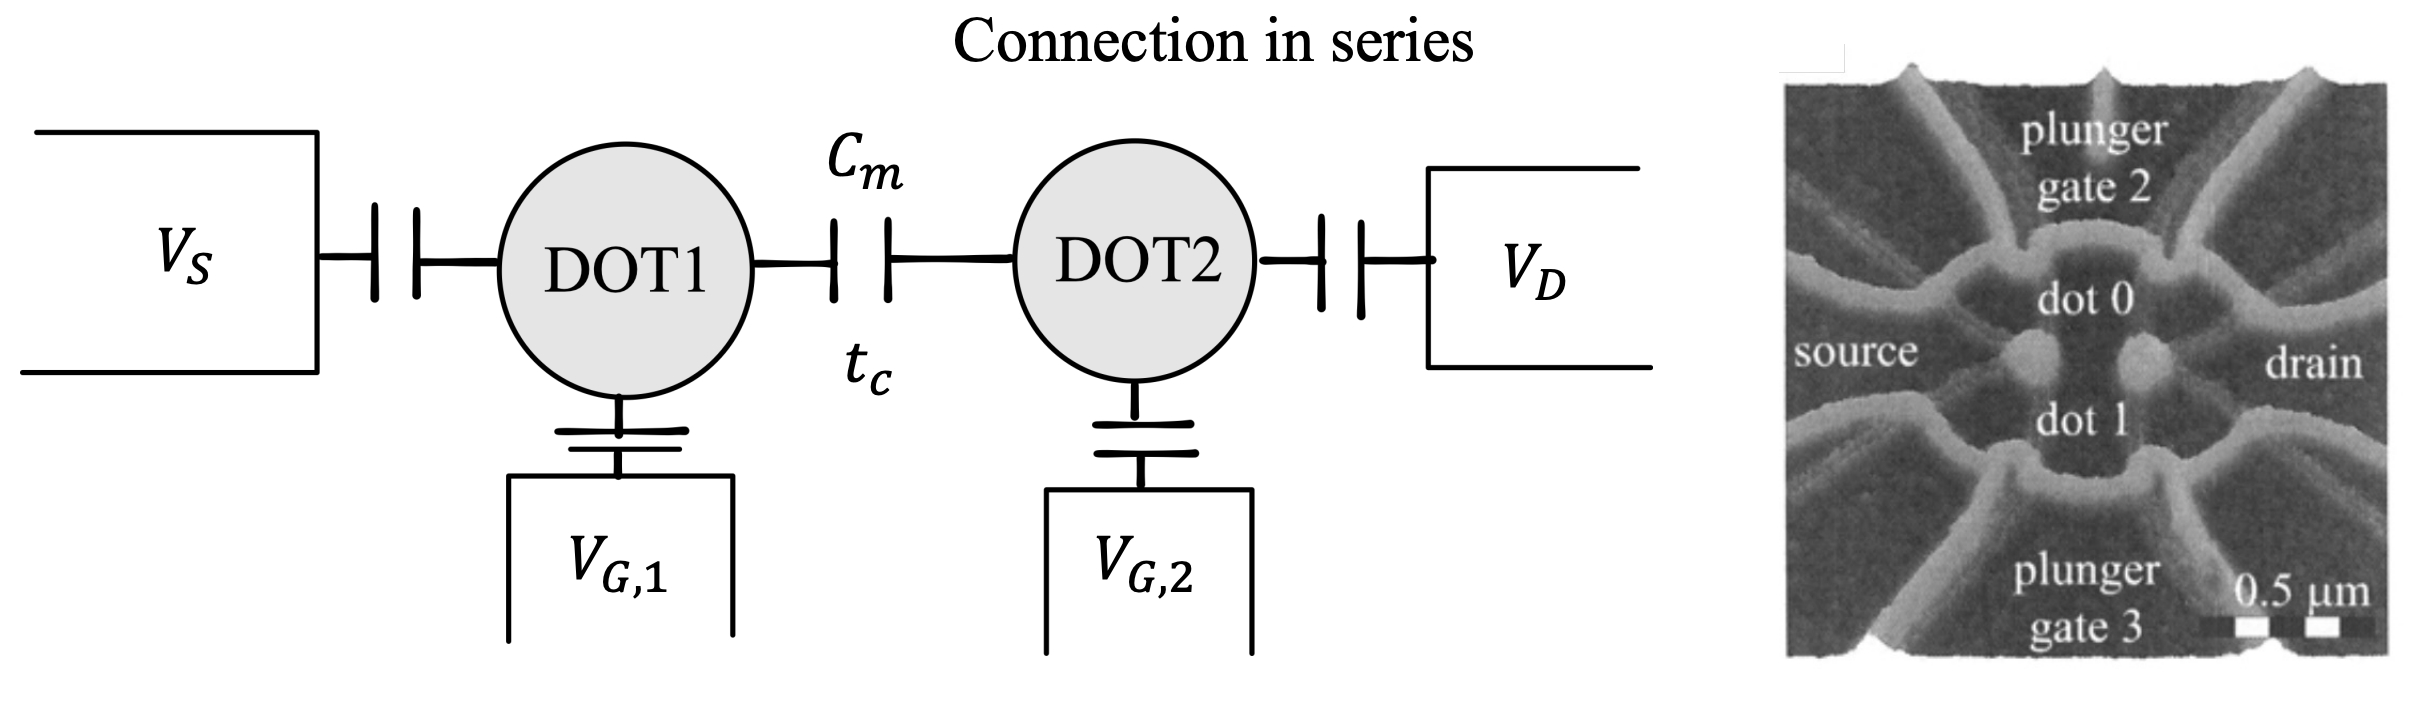 Connection in series
V_S
DOT1
C_m
t_c
DOT2
V_D
V_{G,1}
V_{G,2}
plunger
gate 2
dot 0
source
drain
dot 1
plunger
gate 3
0.5 μm